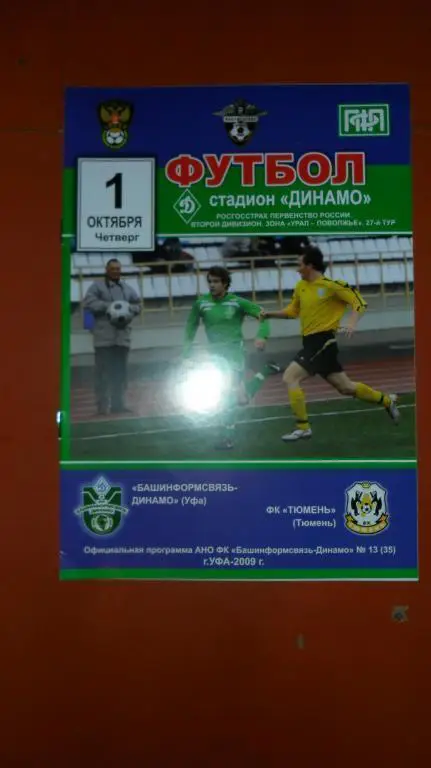 1
ОКТЯБРЯ
Четверг
ФУТБОЛ
стадион «ДИНАМО»
РОСГОССТРАХ ПЕРВЕНСТВО РОССИИ.
ВТОРОЙ ДИВИЗИОН. ЗОНА «УРАЛ – ПОВОЛЖЬЕ». 27-й ТУР
«БАШИНФОРМСВЯЗЬ-
ДИНАМО» (Уфа)
ФК «ТЮМЕНЬ»
(Тюмень)
Официальная программа АНО ФК «Башинформсвязь-Динамо» № 13 (35)
г.УФА-2009 г.